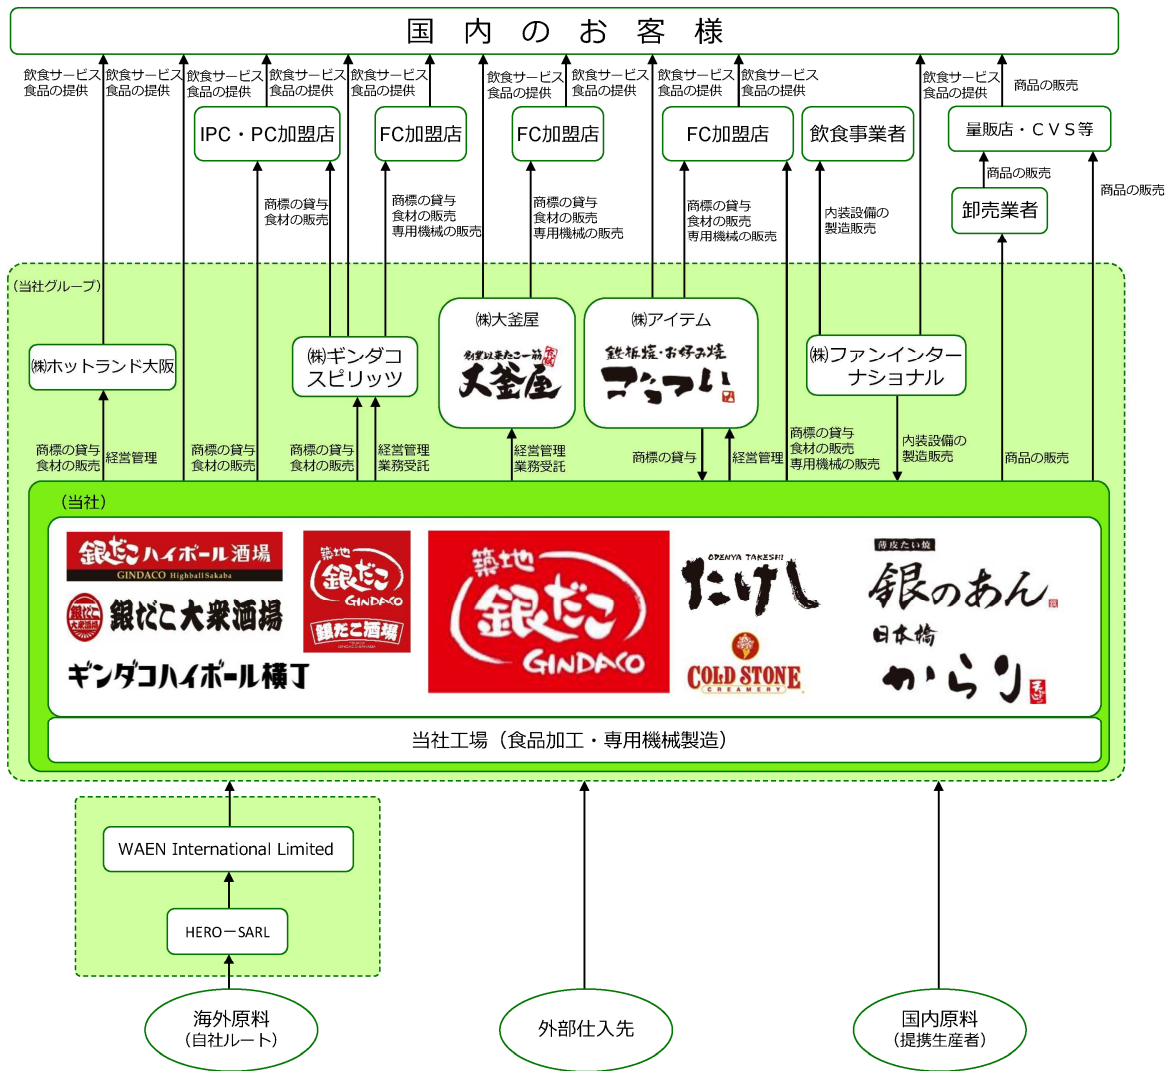 国内のお客様
飲食サービス
食品の提供
飲食サービス
食品の提供
飲食サービス
食品の提供
飲食サービス
食品の提供
飲食サービス
食品の提供
飲食サービス
食品の提供
飲食サービス
食品の提供
飲食サービス
食品の提供
飲食サービス
食品の提供
飲食サービス
食品の提供
商品の販売
IPC・PC加盟店
FC加盟店
FC加盟店
FC加盟店
飲食事業者
量販店・ＣＶＳ等
商品の販売
商品の販売
卸売業者
商標の貸与
食材の販売
商標の貸与
食材の販売
専用機械の販売
商標の貸与
食材の販売
専用機械の販売
商標の貸与
食材の販売
専用機械の販売
内装設備の
製造販売
（当社グループ）
㈱ホットランド大阪
㈱ギンダコ
スピリッツ
㈱大釜屋
創業以来たこ一筋
大釜屋
㈱アイテム
鉄板焼・お好み焼
ごっつい
㈱ファンインター
ナショナル
商標の貸与
食材の販売
経営管理
商標の貸与
食材の販売
商標の貸与
食材の販売
経営管理
業務受託
経営管理
業務受託
商標の貸与
経営管理
商標の貸与
食材の販売
専用機械の販売
内装設備の
製造販売
商品の販売
（当社）
銀だこハイボール酒場
GINDACO HighballSakaba
銀だこ
大衆酒場
銀だこ大衆酒場
ギンダコハイボール横丁
築地
銀だこ
GINDACO
銀だこ酒場
築地
銀だこ
GINDACO
ODENYA TAKESHI
たけし
COLD STONE
CREAMERY
薄皮たい焼
銀のあん
日本橋
からり
当社工場（食品加工・専用機械製造）
WAEN International Limited
HERO－SARL
海外原料
（自社ルート）
外部仕入先
国内原料
（提携生産者）